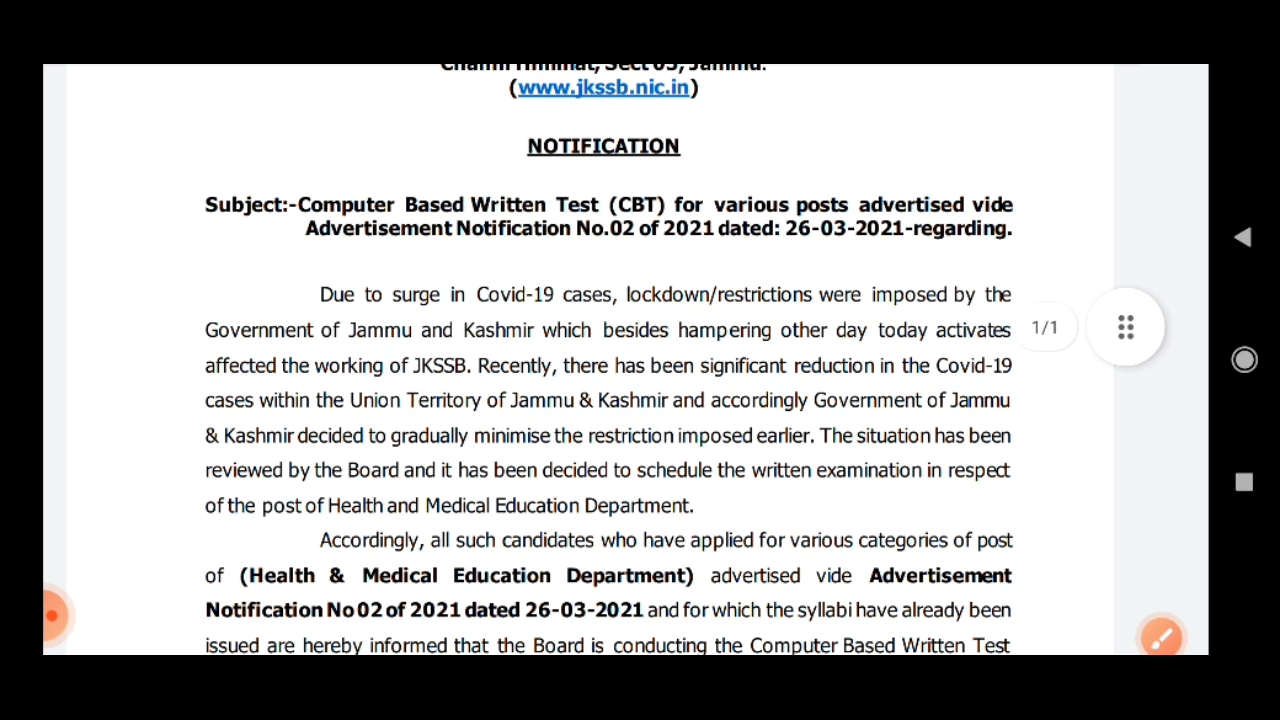 Sect 05, Jammu.
(www.jkssb.nic.in)
NOTIFICATION
Subject:-Computer Based Written Test (CBT) for various posts advertised vide
Advertisement Notification No.02 of 2021 dated: 26-03-2021-regarding.
Due to surge in Covid-19 cases, lockdown/restrictions were imposed by the
Government of Jammu and Kashmir which besides hampering other day today activates
1/1
affected the working of JKSSB. Recently, there has been significant reduction in the Covid-19
cases within the Union Territory of Jammu & Kashmir and accordingly Government of Jammu
& Kashmir decided to gradually minimise the restriction imposed earlier. The situation has been
reviewed by the Board and it has been decided to schedule the written examination in respect
of the post of Health and Medical Education Department.
Accordingly, all such candidates who have applied for various categories of post
of (Health & Medical Education Department) advertised vide Advertisement
Notification No 02 of 2021 dated 26-03-2021 and for which the syllabi have already been
issued are hereby informed that the Board is conducting the Computer Based Written Test